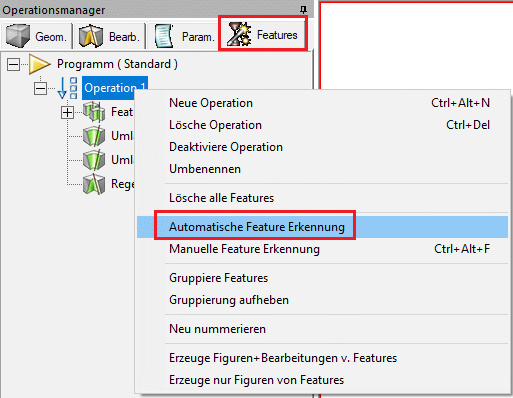 Operationsmanager
Geom. Bearb. Param. Features
Programm ( Standard )
Operation 1
Neue Operation Ctrl+Alt+N
Feat
Lösche Operation Ctrl+Del
Umla
Deaktiviere Operation
Umla
Umbenennen
Rege
Lösche alle Features
Automatische Feature Erkennung
Manuelle Feature Erkennung Ctrl+Alt+F
Gruppiere Features
Gruppierung aufheben
Neu nummerieren
Erzeuge Figuren+Bearbeitungen v. Features
Erzeuge nur Figuren von Features